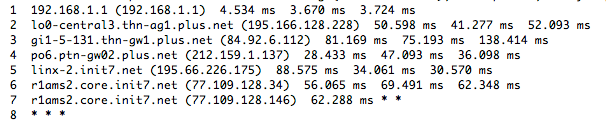 1 192.168.1.1 (192.168.1.1) 4.534 ms 3.670 ms 3.724 ms
2 lo0-central3.thn-ag1.plus.net (195.166.128.228) 50.598 ms 41.277 ms 52.093 ms
3 gi1-5-131.thn-gw1.plus.net (84.92.6.112) 81.169 ms 75.193 ms 138.414 ms
4 po6.ptn-gw02.plus.net (212.159.1.137) 28.433 ms 47.093 ms 36.098 ms
5 linx-2.init7.net (195.66.226.175) 88.575 ms 34.061 ms 30.570 ms
6 r1ams2.core.init7.net (77.109.128.34) 56.065 ms 69.491 ms 62.348 ms
7 r1ams2.core.init7.net (77.109.128.146) 62.288 ms * *
8 * * *